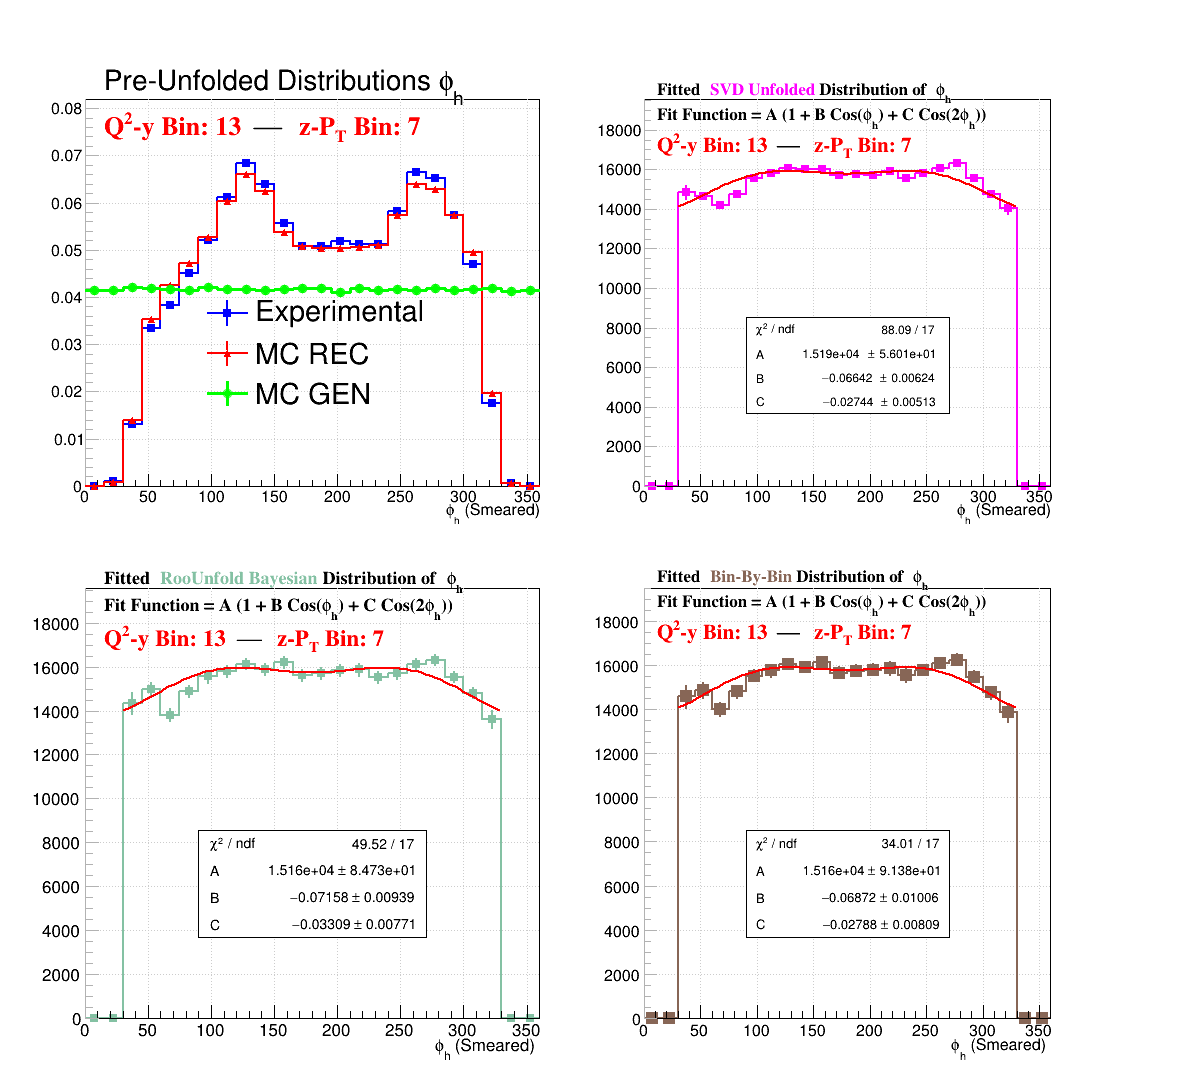 Pre-Unfolded Distributions ϕh
Q²-y Bin: 13 — z-PT Bin: 7
0.08
0.07
0.06
0.05
0.04
0.03
0.02
0.01
0
Experimental
MC REC
MC GEN
0 50 100 150 200 250 300 350
ϕh (Smeared)
Fitted SVD Unfolded Distribution of ϕh
Fit Function = A (1 + B Cos(ϕh) + C Cos(2ϕh))
Q²-y Bin: 13 — z-PT Bin: 7
18000
16000
14000
12000
10000
8000
6000
4000
2000
0
χ² / ndf 88.09 / 17
A 1.519e+04 ± 5.601e+01
B −0.06642 ± 0.00624
C −0.02744 ± 0.00513
0 50 100 150 200 250 300 350
ϕh (Smeared)
Fitted RooUnfold Bayesian Distribution of ϕh
Fit Function = A (1 + B Cos(ϕh) + C Cos(2ϕh))
Q²-y Bin: 13 — z-PT Bin: 7
18000
16000
14000
12000
10000
8000
6000
4000
2000
0
χ² / ndf 49.52 / 17
A 1.516e+04 ± 8.473e+01
B −0.07158 ± 0.00939
C −0.03309 ± 0.00771
0 50 100 150 200 250 300 350
ϕh (Smeared)
Fitted Bin-By-Bin Distribution of ϕh
Fit Function = A (1 + B Cos(ϕh) + C Cos(2ϕh))
Q²-y Bin: 13 — z-PT Bin: 7
18000
16000
14000
12000
10000
8000
6000
4000
2000
0
χ² / ndf 34.01 / 17
A 1.516e+04 ± 9.138e+01
B −0.06872 ± 0.01006
C −0.02788 ± 0.00809
0 50 100 150 200 250 300 350
ϕh (Smeared)